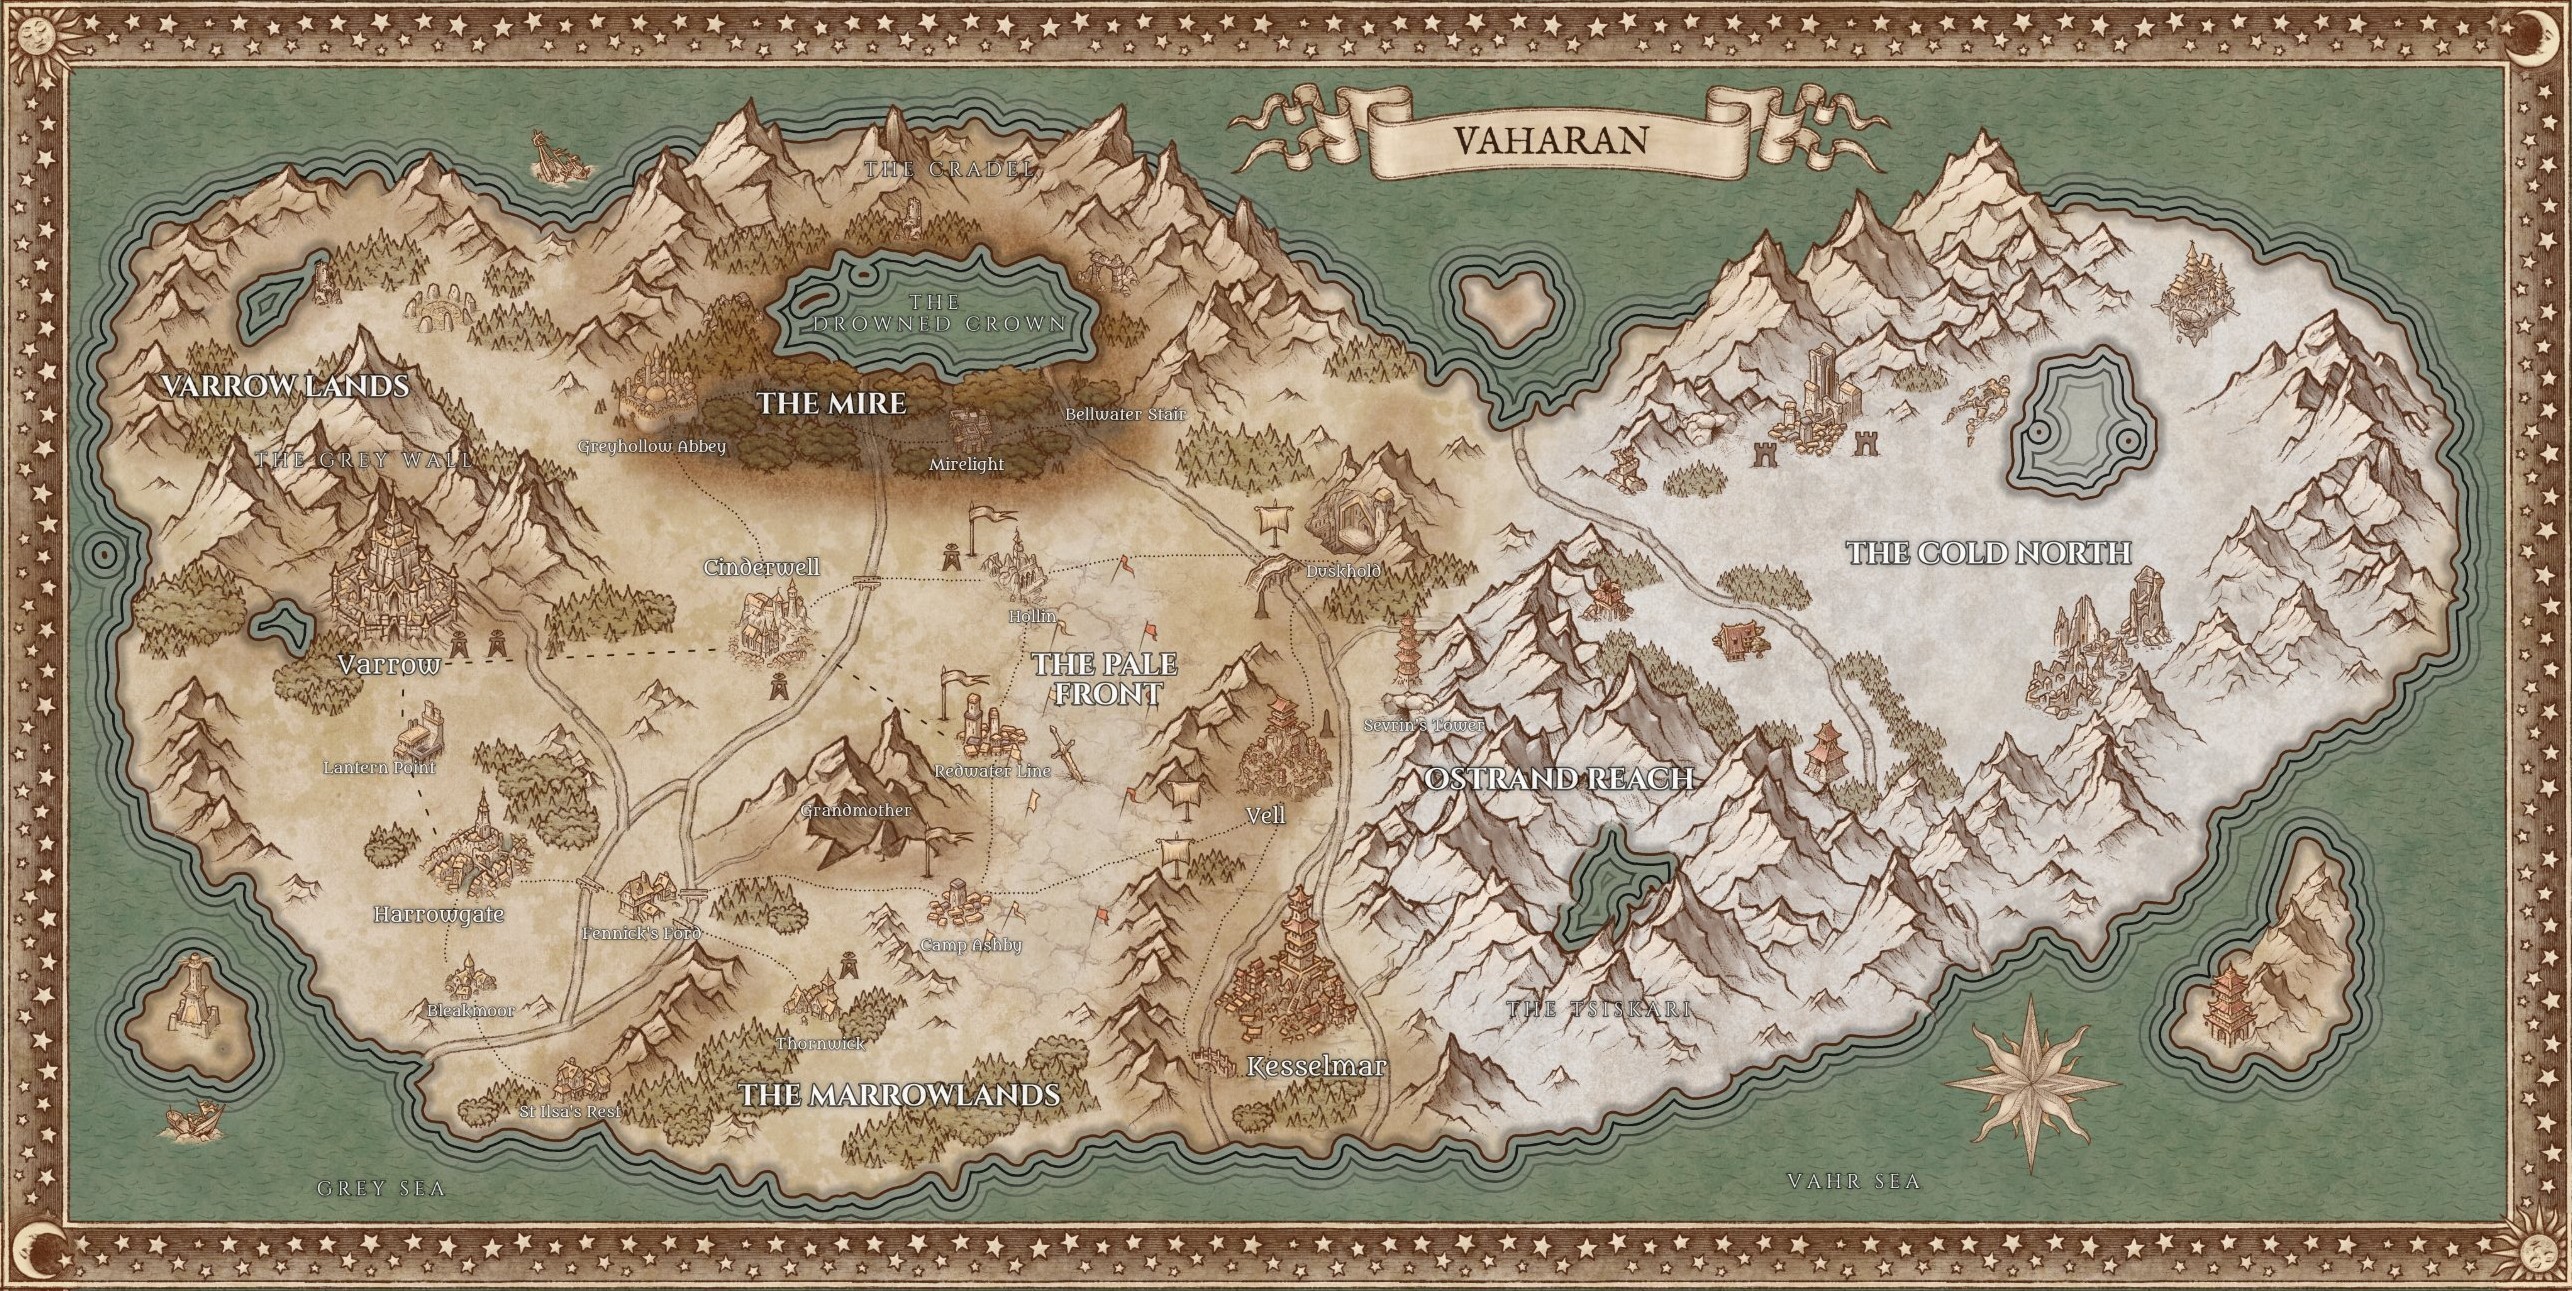 VAHARAN
THE CRADEL
THE
DROWNED CROWN
VARROW LANDS
THE MIRE
Bellwater Stair
Greyhollow Abbey
THE GREY WALL
Mirelight
THE COLD NORTH
Cinderwell
Duskhold
Hollin
Varrow
THE PALE
FRONT
Sevrin's Tower
Lantern Point
Redwater Line
OSTRAND REACH
Grandmother
Vell
Harrowgate
Fennick's Ford
Camp Ashby
Bleakmoor
THE TSISKARI
Thornwick
Kesselmar
THE MARROWLANDS
St Ilsa's Rest
GREY SEA
VAHR SEA